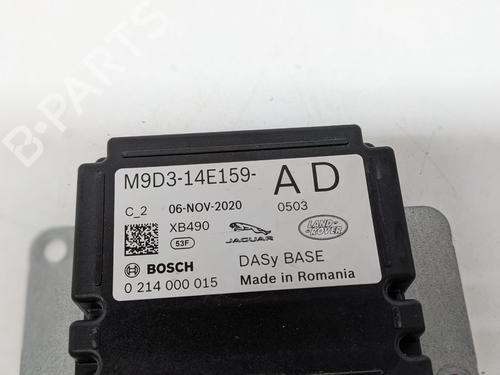 M9D3-14E159- AD
C_2 06-NOV-2020 0503
XB490 JAGUAR LAND ROVER
53F
BOSCH DASy BASE
0 214 000 015 Made in Romania
B-PARTS